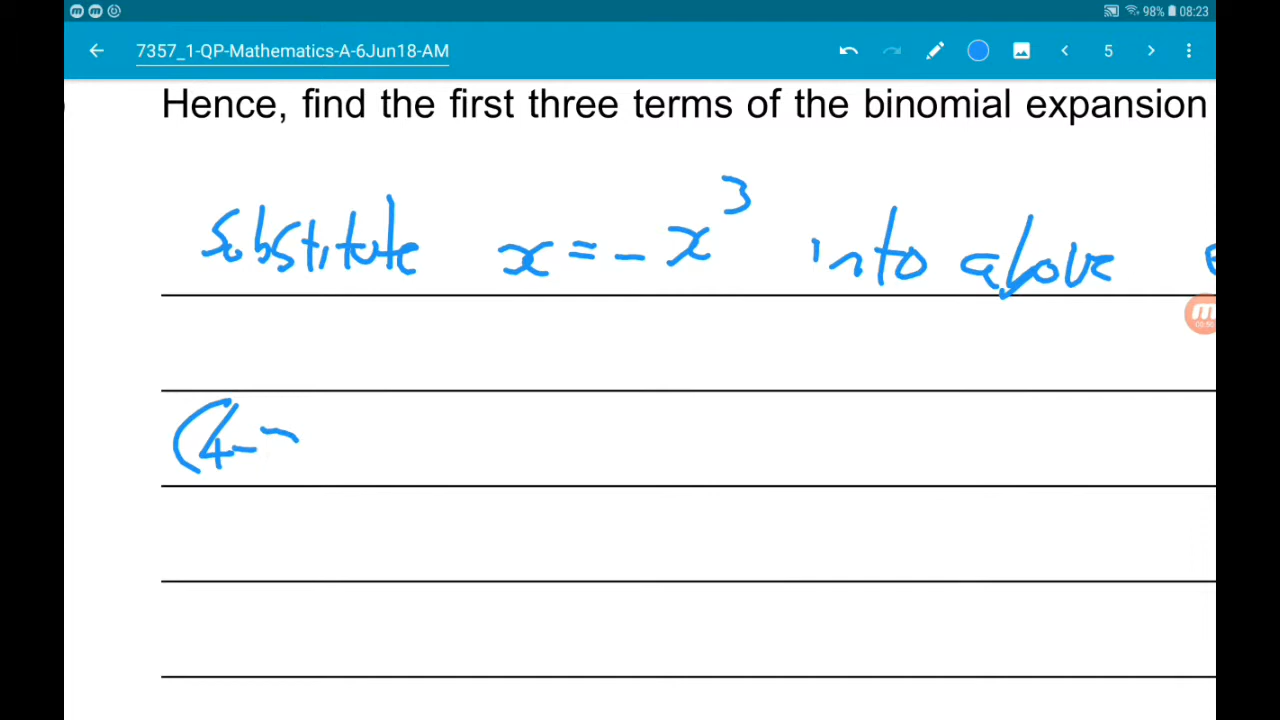 98% 08:23
7357_1-QP-Mathematics-A-6Jun18-AM 5
Hence, find the first three terms of the binomial expansion
substitute x = - x³ into above
(4-